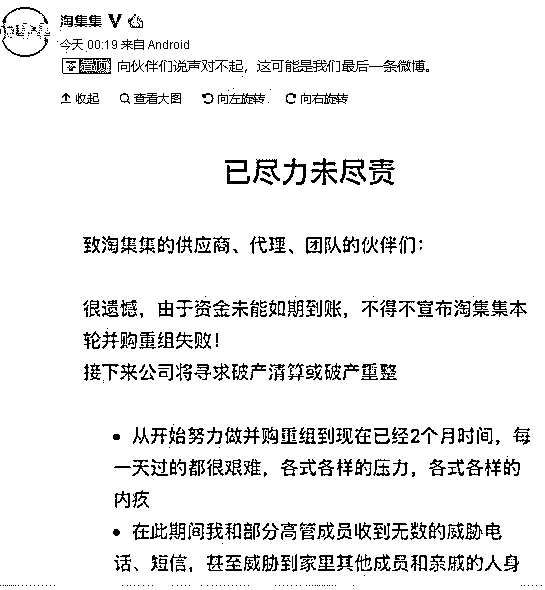 淘集集 V
今天 00:19 来自 Android
置顶 向伙伴们说声对不起，这可能是我们最后一条微博。
收起 查看大图 向左旋转 向右旋转
已尽力未尽责
致淘集集的供应商、代理、团队的伙伴们：
很遗憾，由于资金未能如期到账，不得不宣布淘集集本
轮并购重组失败！
接下来公司将寻求破产清算或破产重整
• 从开始努力做并购重组到现在已经2个月时间，每
一天过的都很艰难，各式各样的压力，各式各样的
内疚
• 在此期间我和部分高管成员收到无数的威胁电
话、短信，甚至威胁到家里其他成员和亲戚的人身